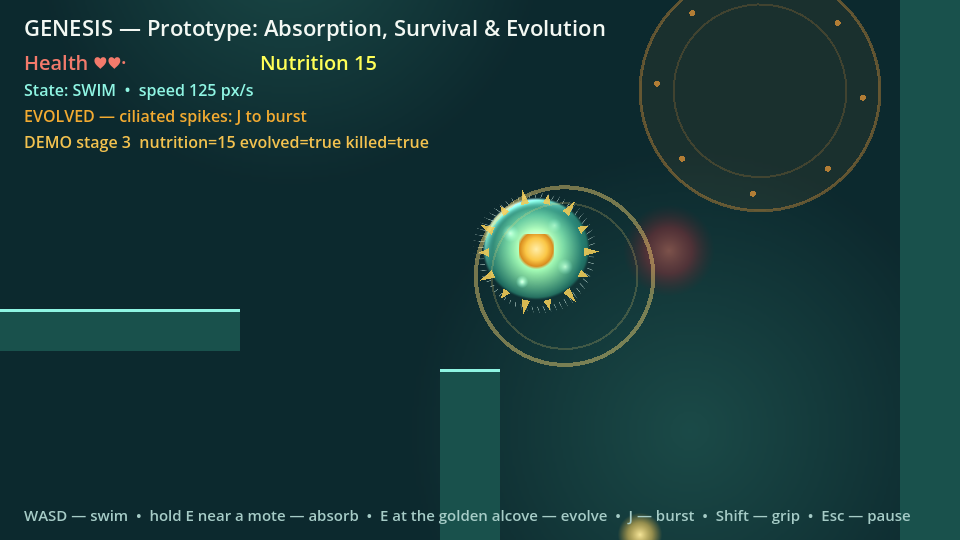 GENESIS — Prototype: Absorption, Survival & Evolution
Health ♥♥· Nutrition 15
State: SWIM • speed 125 px/s
EVOLVED — ciliated spikes: J to burst
DEMO stage 3 nutrition=15 evolved=true killed=true
WASD — swim • hold E near a mote — absorb • E at the golden alcove — evolve • J — burst • Shift — grip • Esc — pause